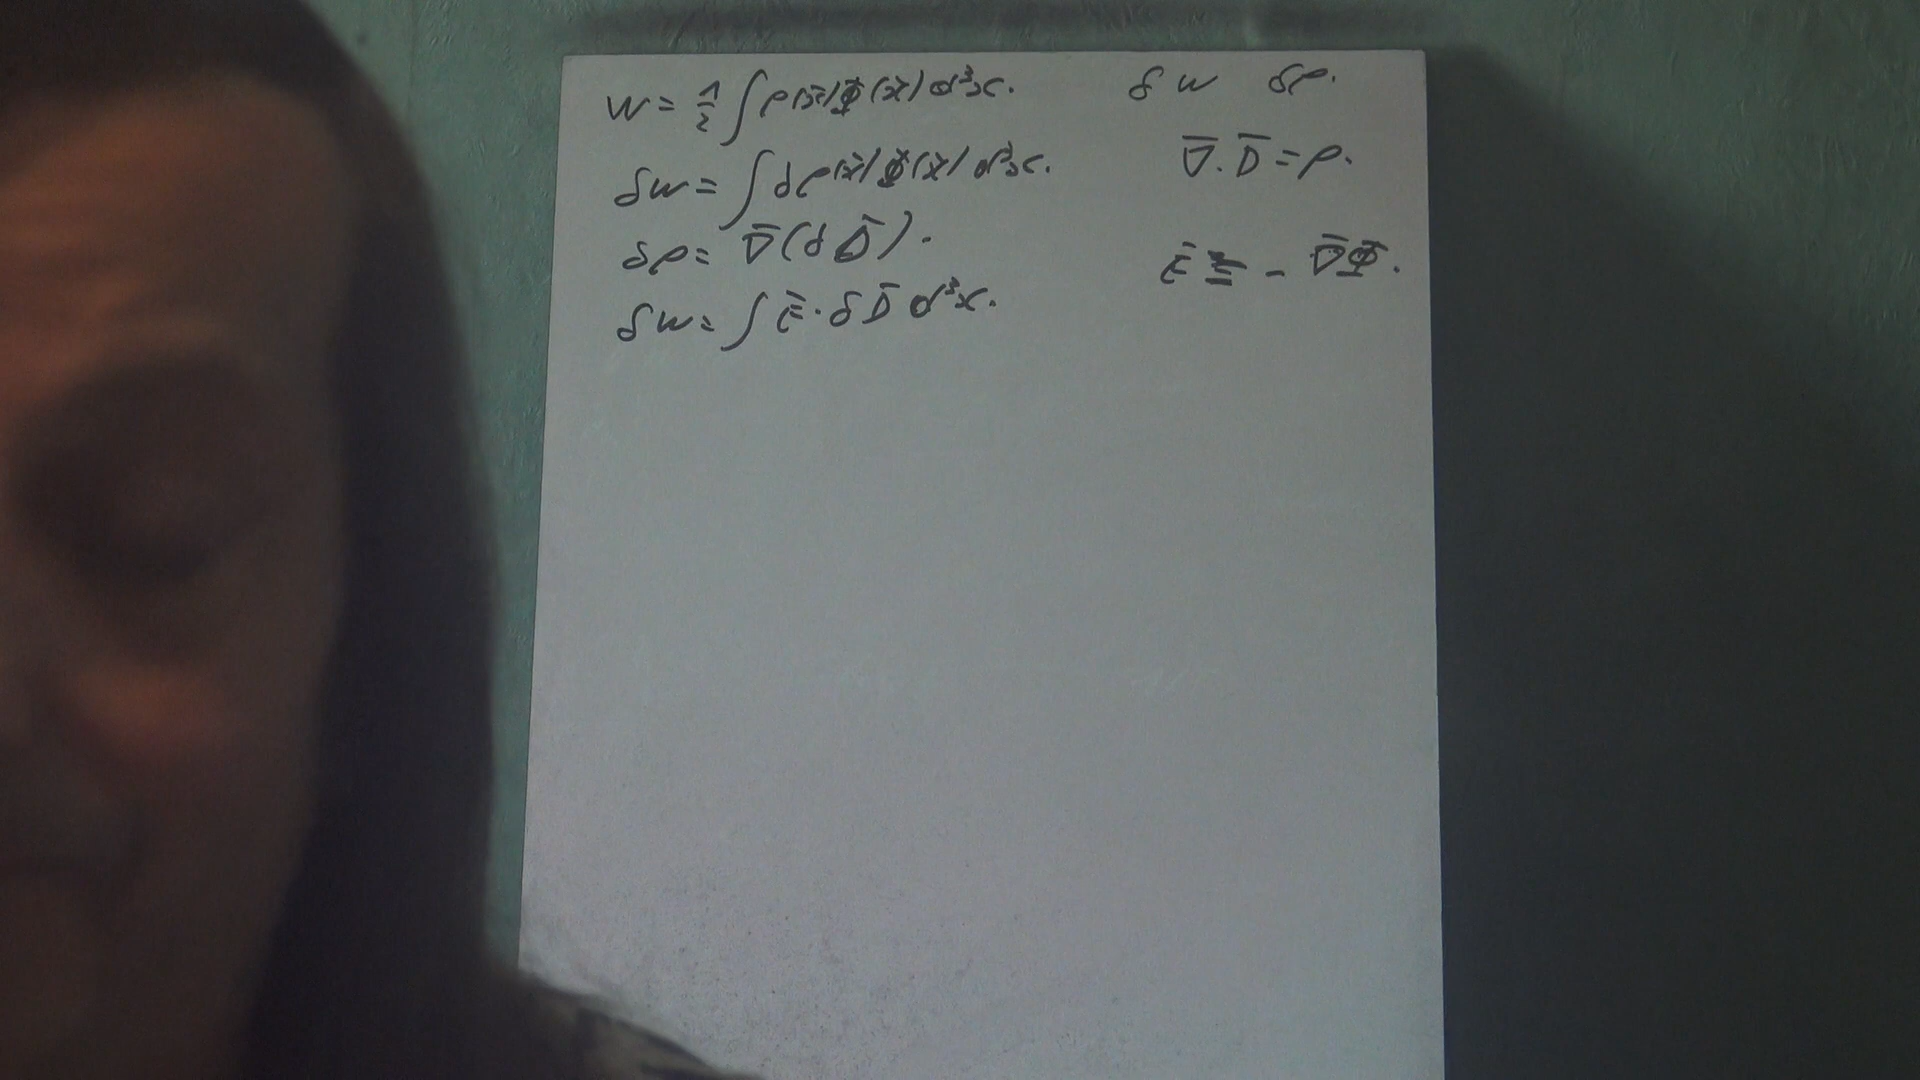 W = 1/2 ∫ρ(x⃗)Φ(x⃗)d³x. δw δρ.
δw = ∫δρ(x⃗)Φ(x⃗)d³x. ∇̄.D̄ = ρ.
δρ = ∇̄(δD̄).
Ē = - ∇̄Φ.
δw = ∫Ē·δD̄ d³x.